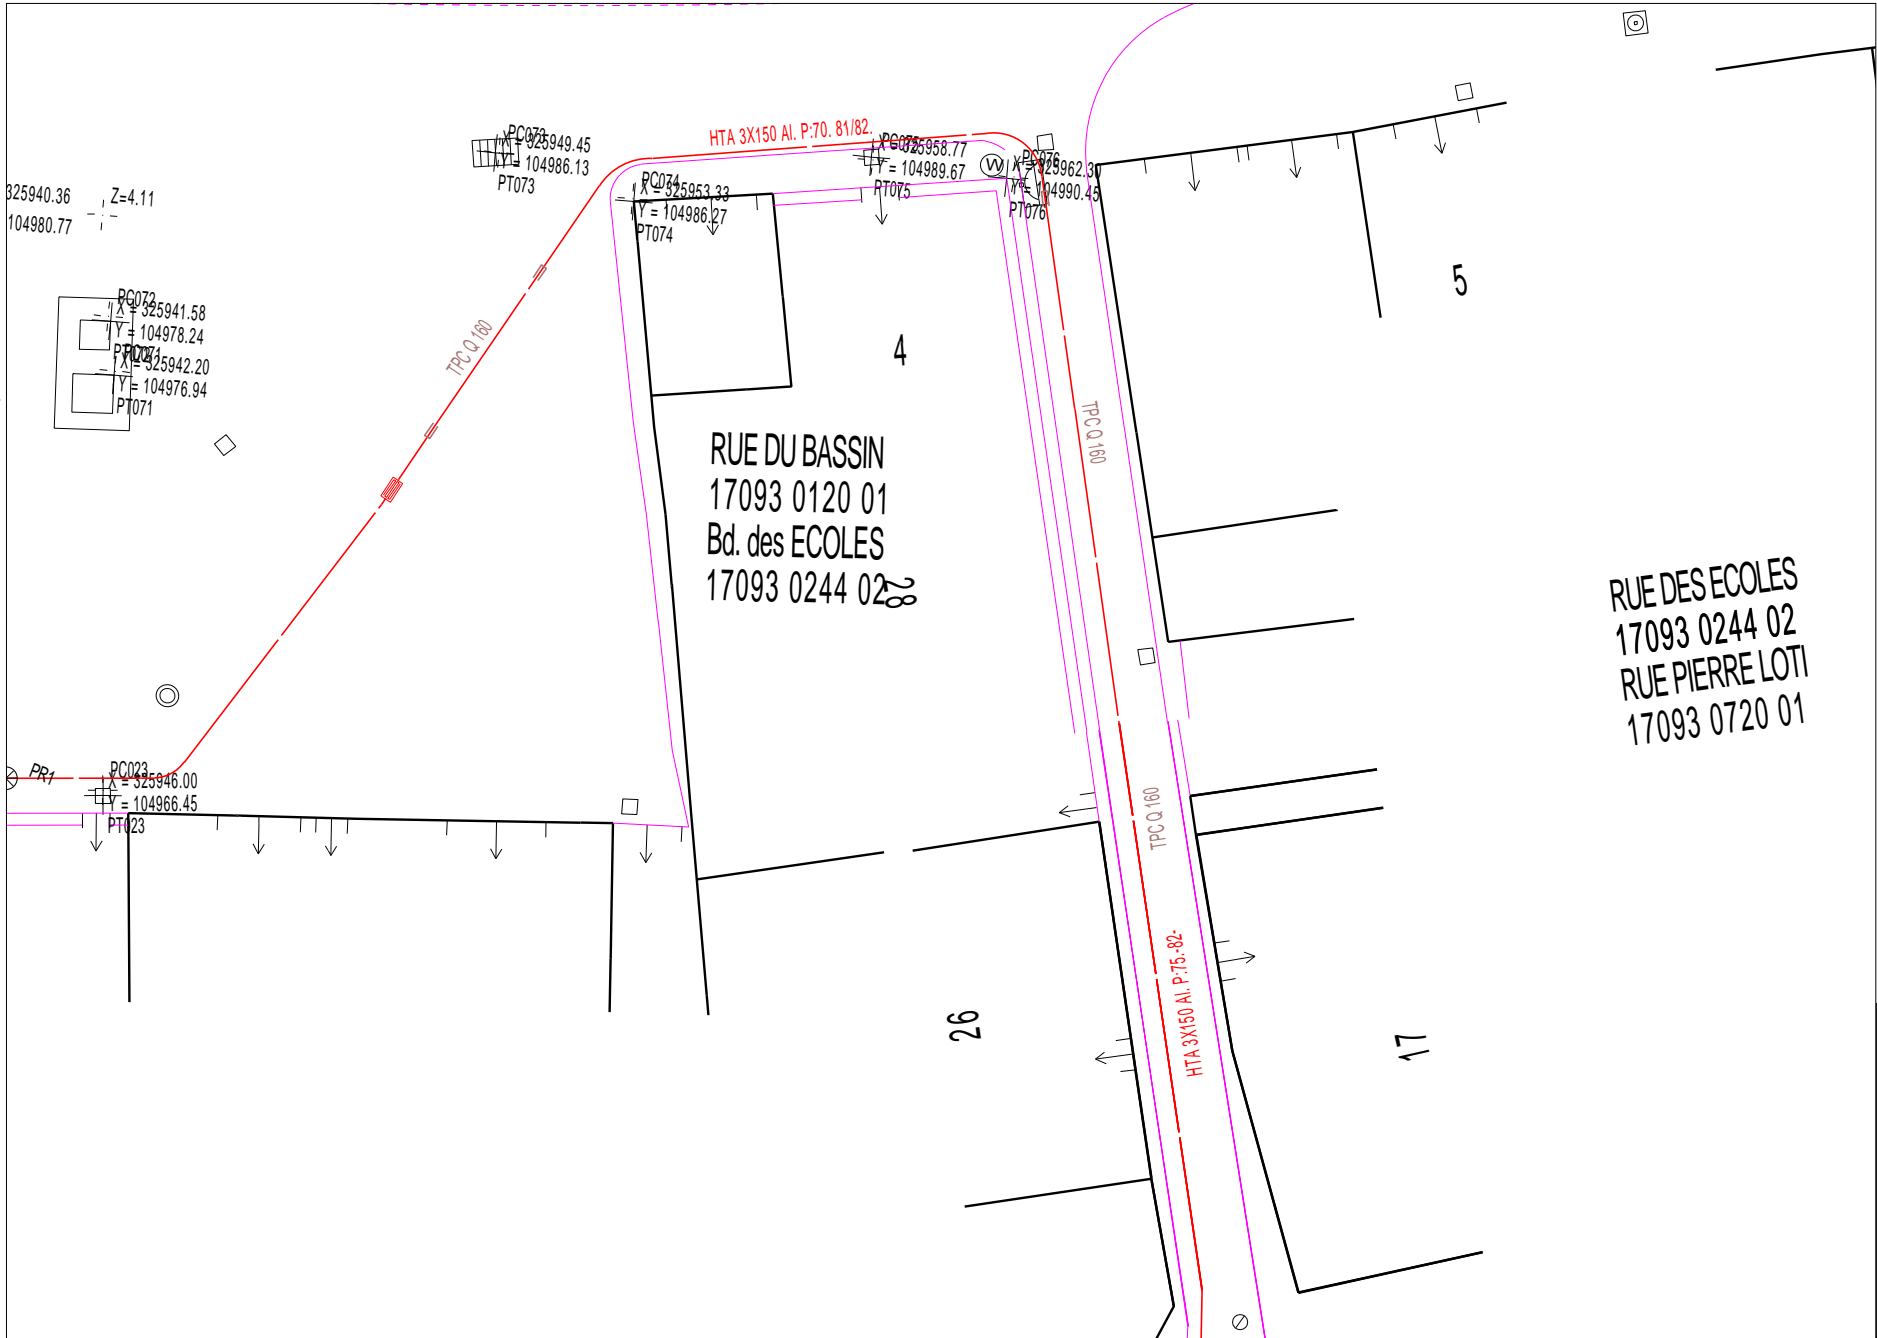 HTA 3X150 Al. P:70. 81/82.
PC073
X = 325949.45
Y = 104986.13
PT073
PC075
X = 325958.77
Y = 104989.67
PT075
W
PC076
X = 325962.30
Y = 104990.45
PT076
PC074
X = 325953.33
Y = 104986.27
PT074
325940.36
Z=4.11
104980.77
PC072
X = 325941.58
Y = 104978.24
PT072
PC071
X = 325942.20
Y = 104976.94
PT071
TPC Q 160
4
5
TPC Q 160
RUE DU BASSIN
17093 0120 01
Bd. des ECOLES
17093 0244 02
28
RUE DES ECOLES
17093 0244 02
RUE PIERRE LOTI
17093 0720 01
PR1
PC023
X = 325946.00
Y = 104966.45
PT023
TPC Q 160
HTA 3X150 Al. P:75.-82-
26
17